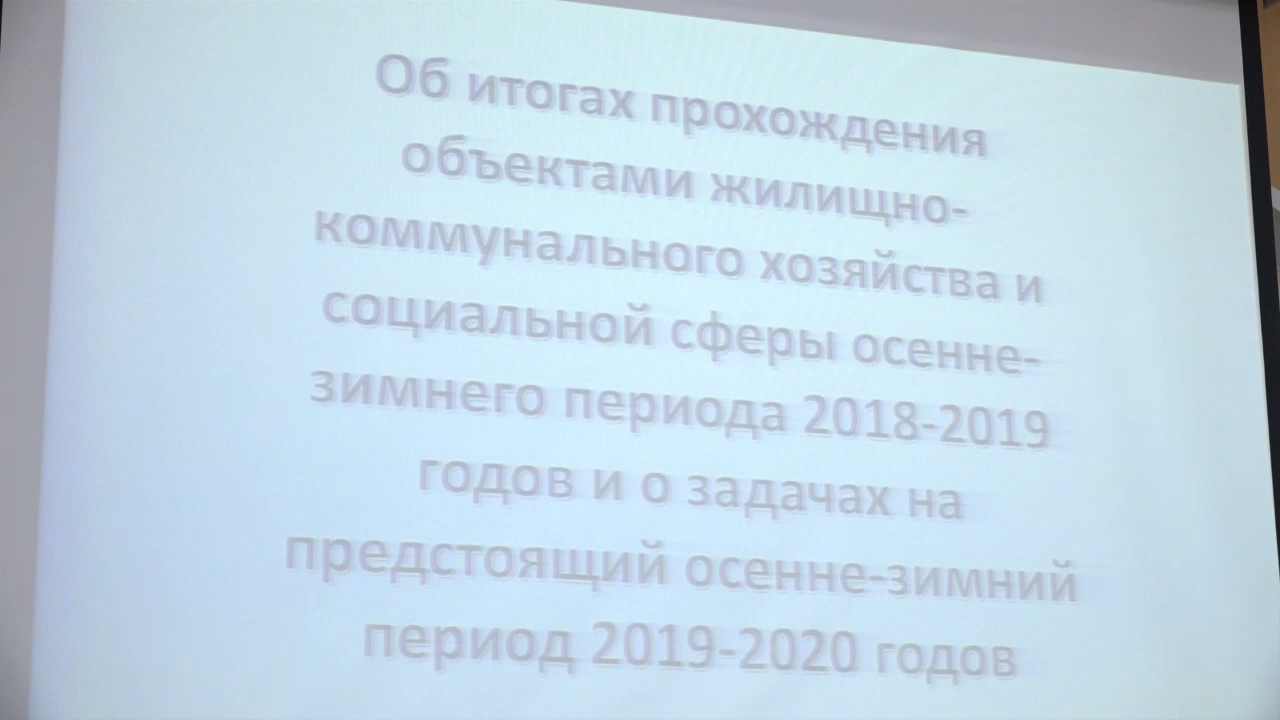 Об итогах прохождения
объектами жилищно-
коммунального хозяйства и
социальной сферы осенне-
зимнего периода 2018-2019
годов и о задачах на
предстоящий осенне-зимний
период 2019-2020 годов